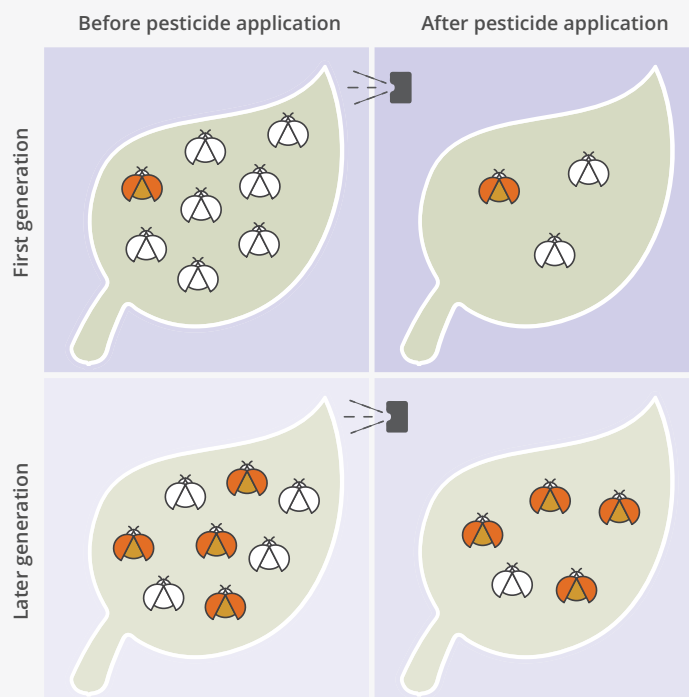 Before pesticide application
After pesticide application
First generation
Later generation